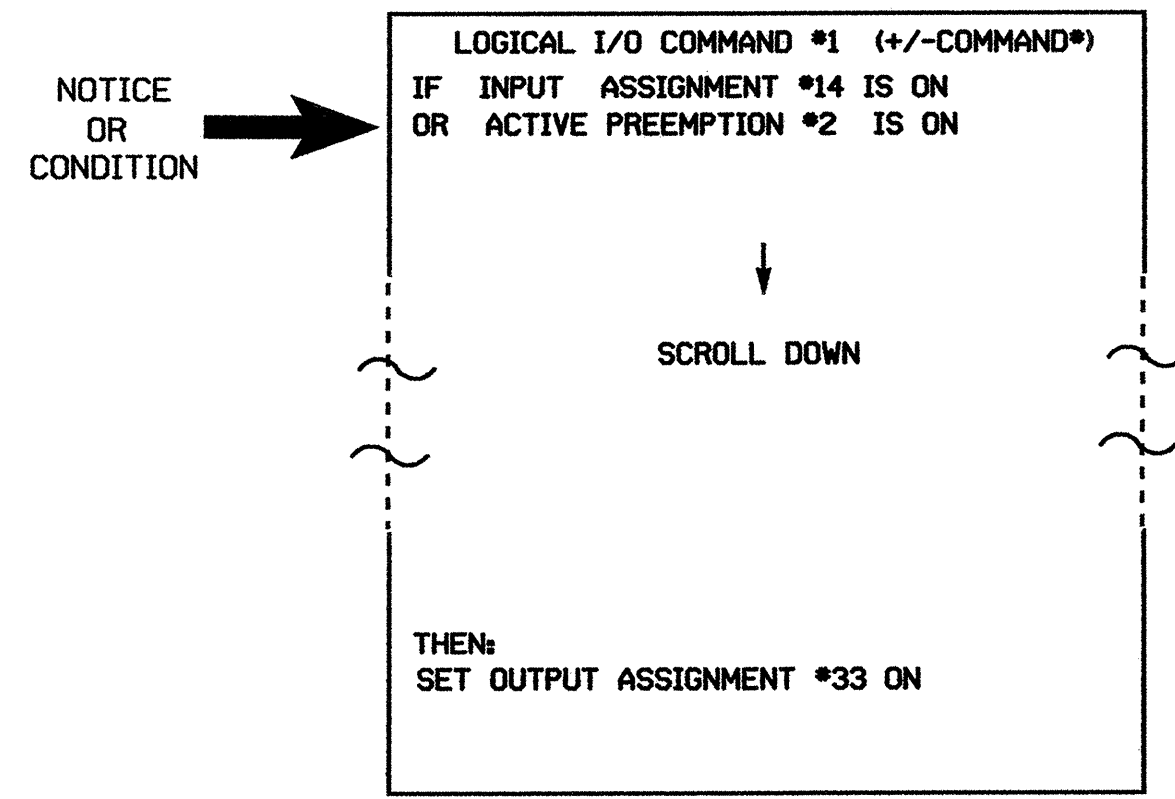 LOGICAL I/O COMMAND #1 (+/-COMMAND#)
IF INPUT ASSIGNMENT #14 IS ON
OR ACTIVE PREEMPTION #2 IS ON
NOTICE
OR
CONDITION
SCROLL DOWN
THEN:
SET OUTPUT ASSIGNMENT #33 ON